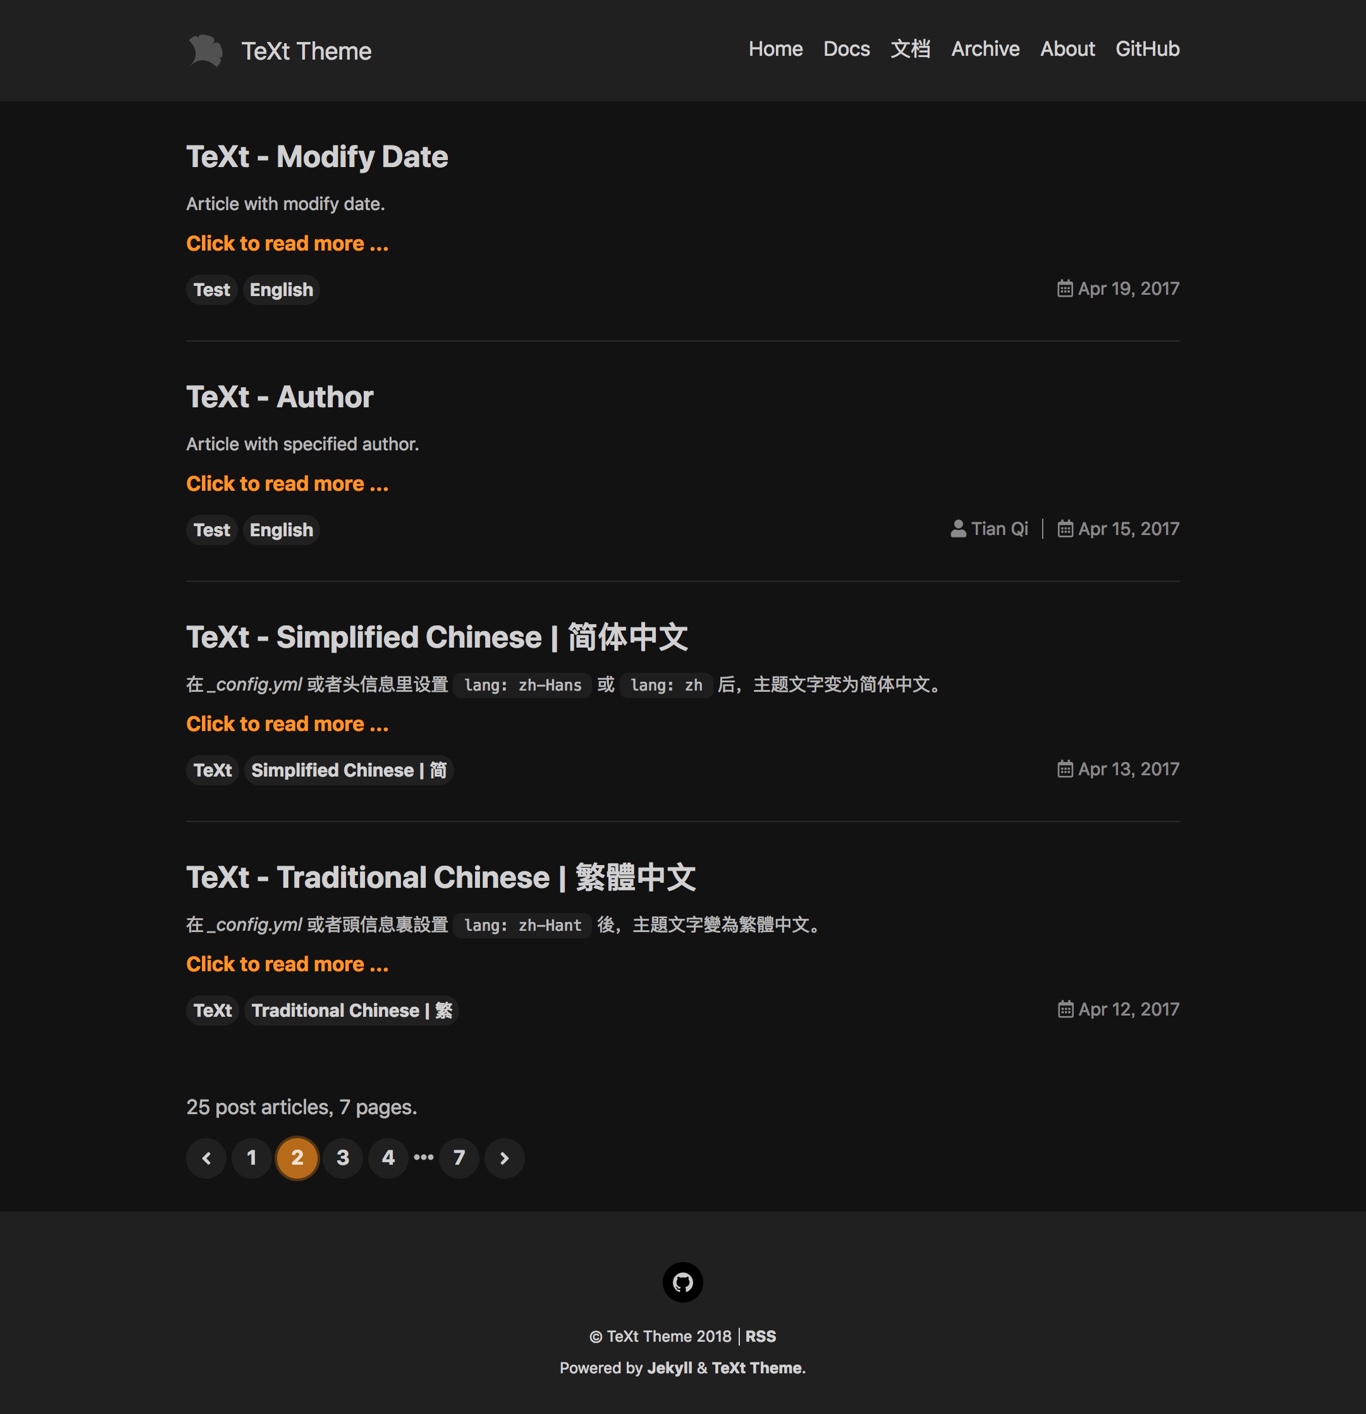 TeXt Theme
Home Docs 文档 Archive About GitHub
TeXt - Modify Date
Article with modify date.
Click to read more ...
Test English Apr 19, 2017
TeXt - Author
Article with specified author.
Click to read more ...
Test English Tian Qi | Apr 15, 2017
TeXt - Simplified Chinese | 简体中文
在 _config.yml 或者头信息里设置 lang: zh-Hans 或 lang: zh 后，主题文字变为简体中文。
Click to read more ...
TeXt Simplified Chinese | 简 Apr 13, 2017
TeXt - Traditional Chinese | 繁體中文
在 _config.yml 或者頭信息裏設置 lang: zh-Hant 後，主題文字變為繁體中文。
Click to read more ...
TeXt Traditional Chinese | 繁 Apr 12, 2017
25 post articles, 7 pages.
1 2 3 4 ••• 7
© TeXt Theme 2018 | RSS
Powered by Jekyll & TeXt Theme.